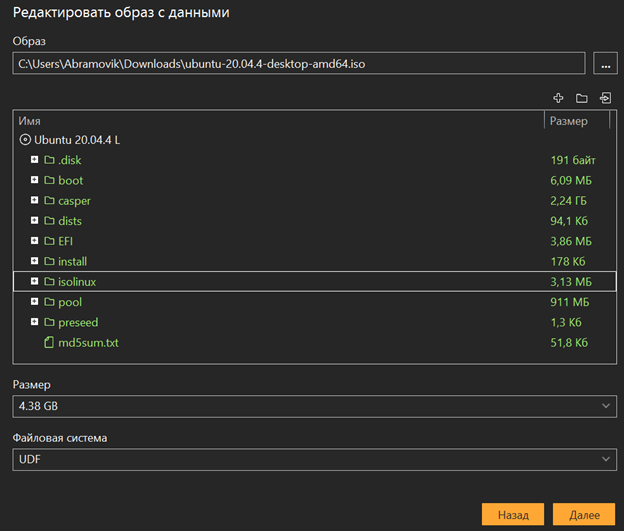 Редактировать образ с данными
Образ
C:\Users\Abramovik\Downloads\ubuntu-20.04.4-desktop-amd64.iso
...
Имя Размер
Ubuntu 20.04.4 L
.disk 191 байт
boot 6,09 МБ
casper 2,24 ГБ
dists 94,1 Кб
EFI 3,86 МБ
install 178 Кб
isolinux 3,13 МБ
pool 911 МБ
preseed 1,3 Кб
md5sum.txt 51,8 Кб
Размер
4.38 GB
Файловая система
UDF
Назад Далее